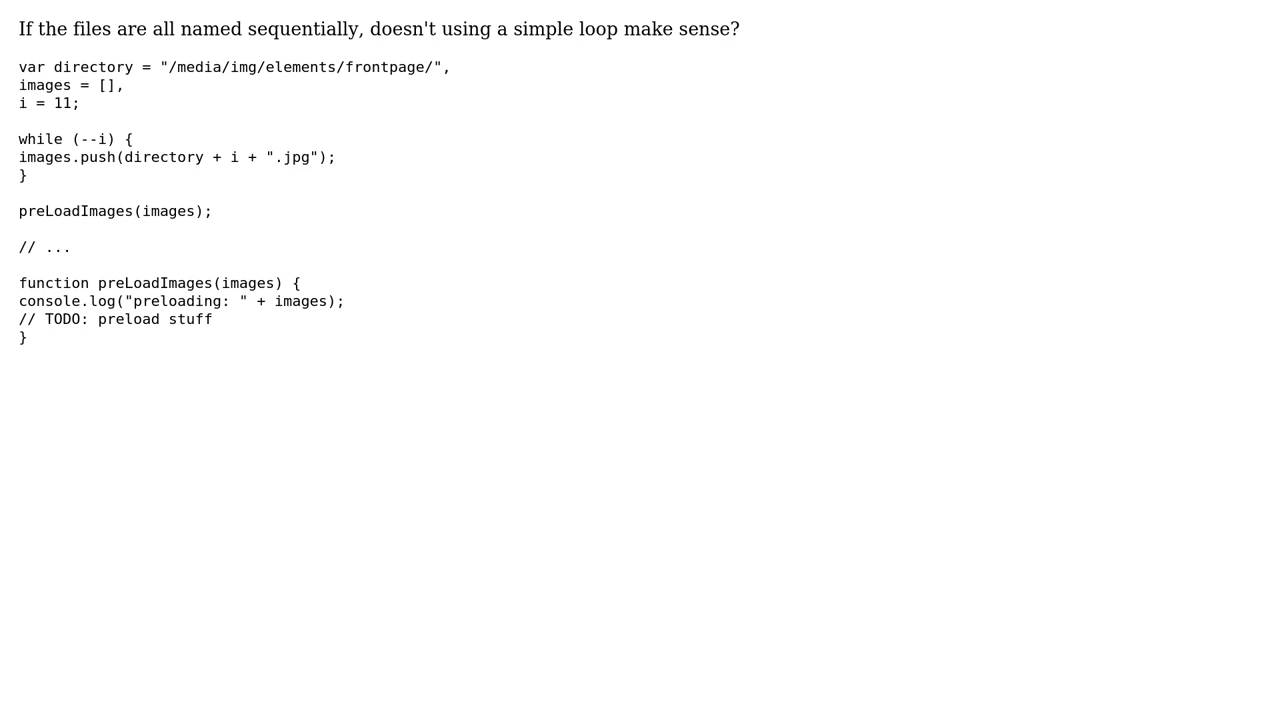 If the files are all named sequentially, doesn't using a simple loop make sense?
var directory = "/media/img/elements/frontpage/",
images = [],
i = 11;
while (--i) {
images.push(directory + i + ".jpg");
}
preLoadImages(images);
// ...
function preLoadImages(images) {
console.log("preloading: " + images);
// TODO: preload stuff
}